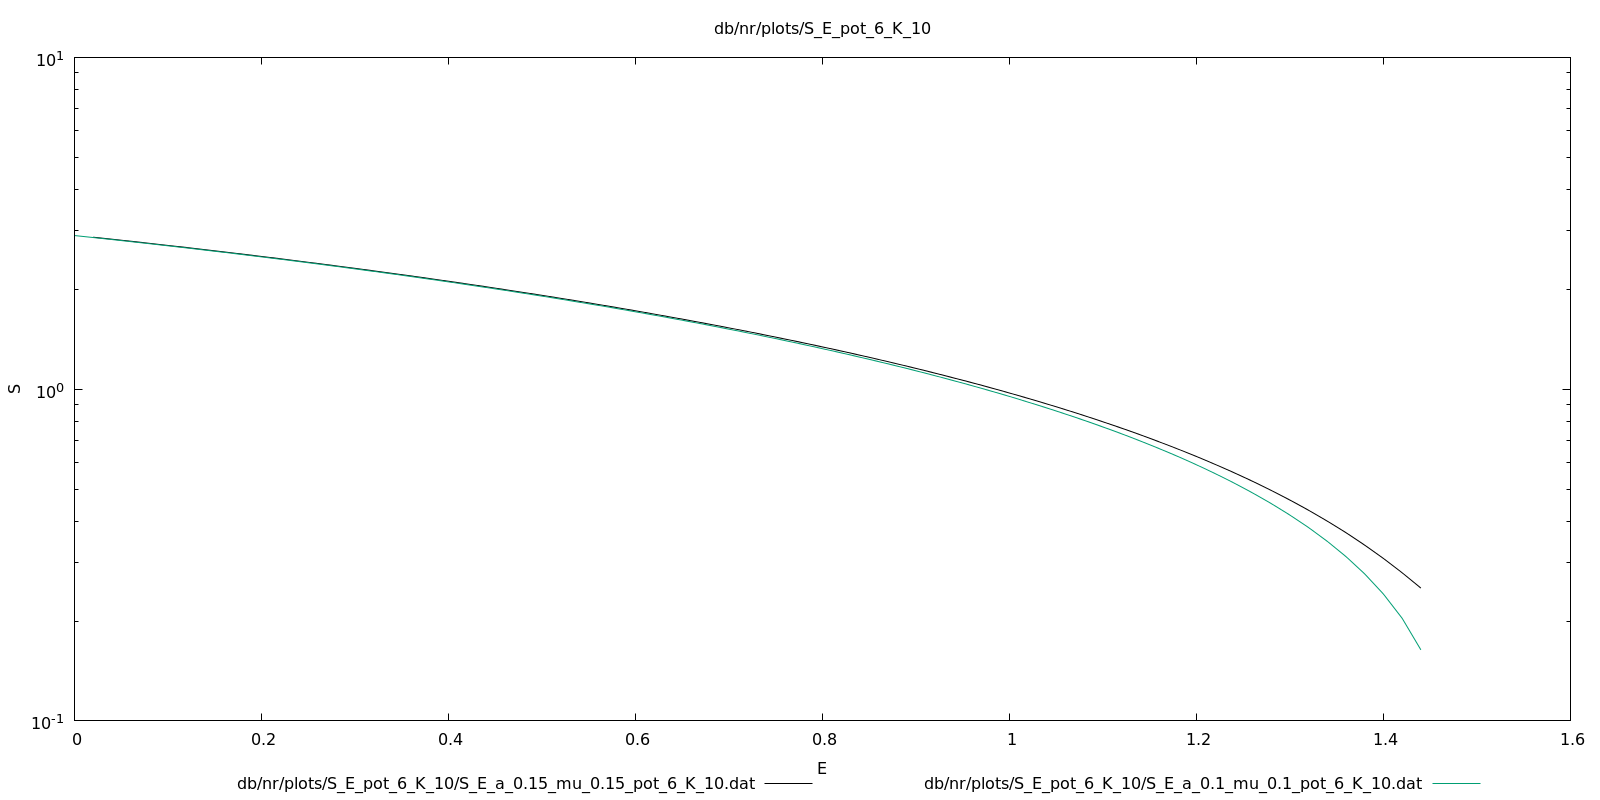 db/nr/plots/S_E_pot_6_K_10
10^1
10^0
10^-1
S
0 0.2 0.4 0.6 0.8 1 1.2 1.4 1.6
E
db/nr/plots/S_E_pot_6_K_10/S_E_a_0.15_mu_0.15_pot_6_K_10.dat db/nr/plots/S_E_pot_6_K_10/S_E_a_0.1_mu_0.1_pot_6_K_10.dat